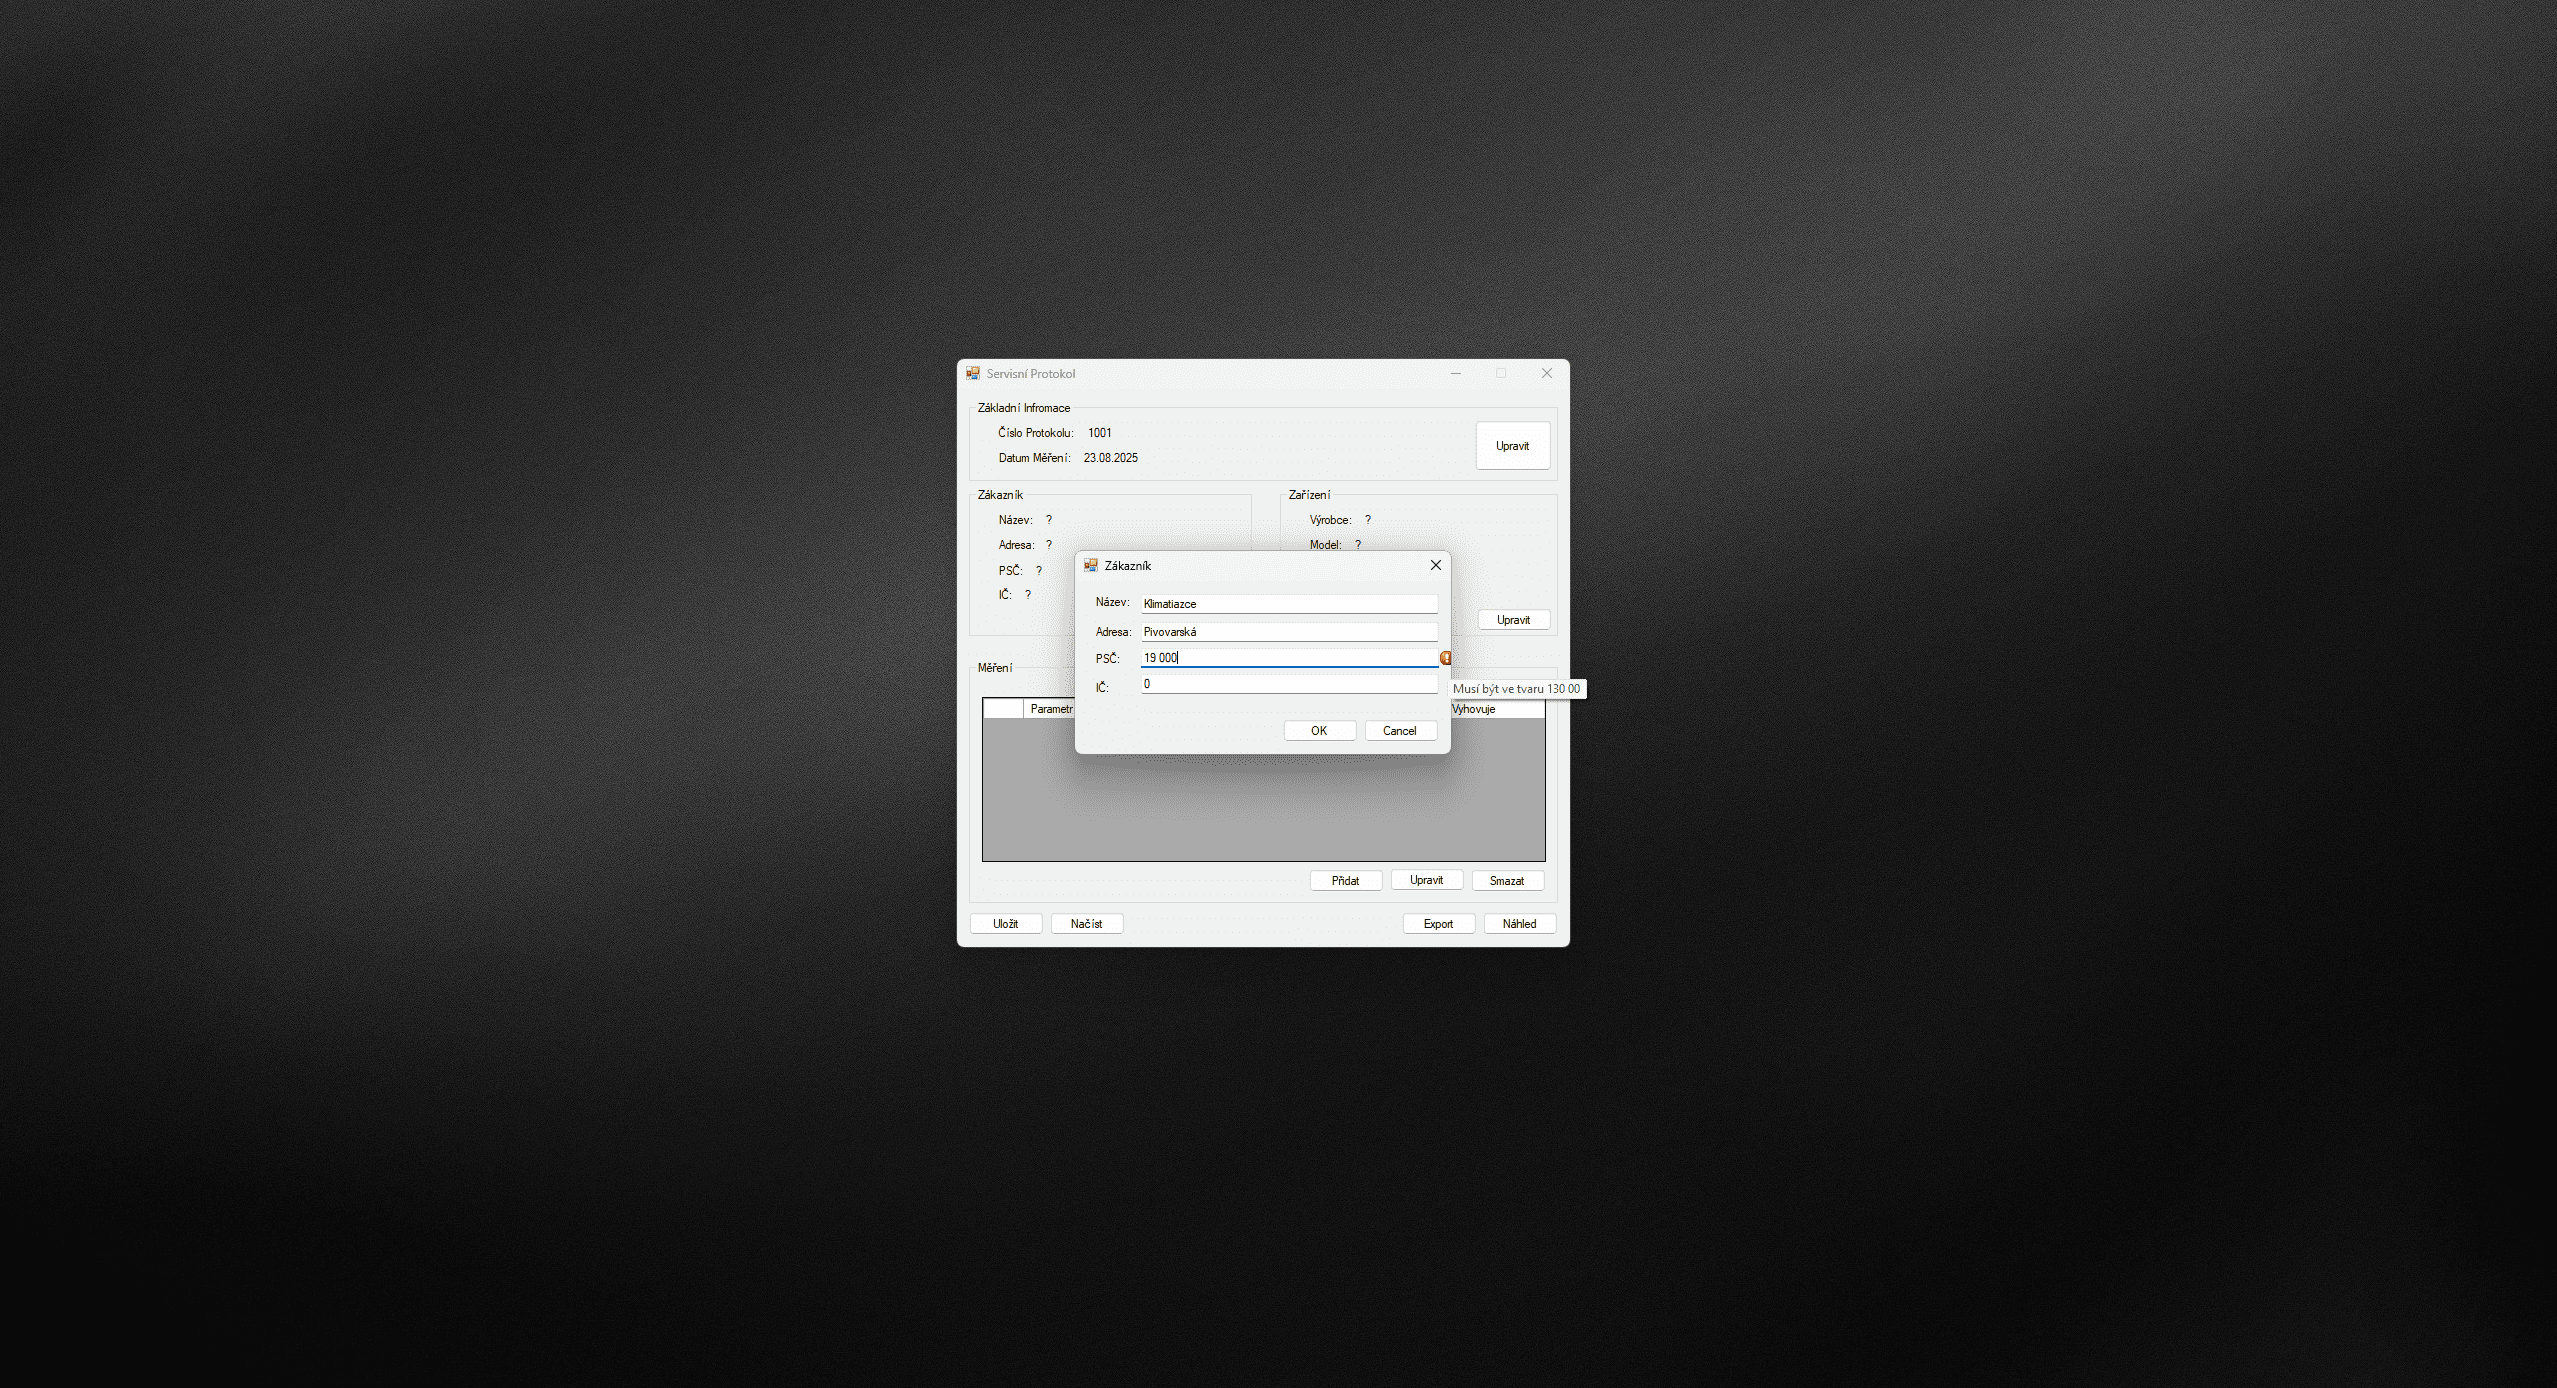 Servisní Protokol
Základní Infromace
Číslo Protokolu: 1001
Datum Měření: 23.08.2025
Upravit
Zákazník
Název: ?
Adresa: ?
PSČ: ?
IČ: ?
Zařízení
Výrobce: ?
Model: ?
Upravit
Zákazník
Název: Klimatiazce
Adresa: Pivovarská
PSČ: 19 000
IČ: 0
Musí být ve tvaru 130 00
OK Cancel
Měření
Parametr Vyhovuje
Přidat Upravit Smazat
Uložit Načíst Export Náhled